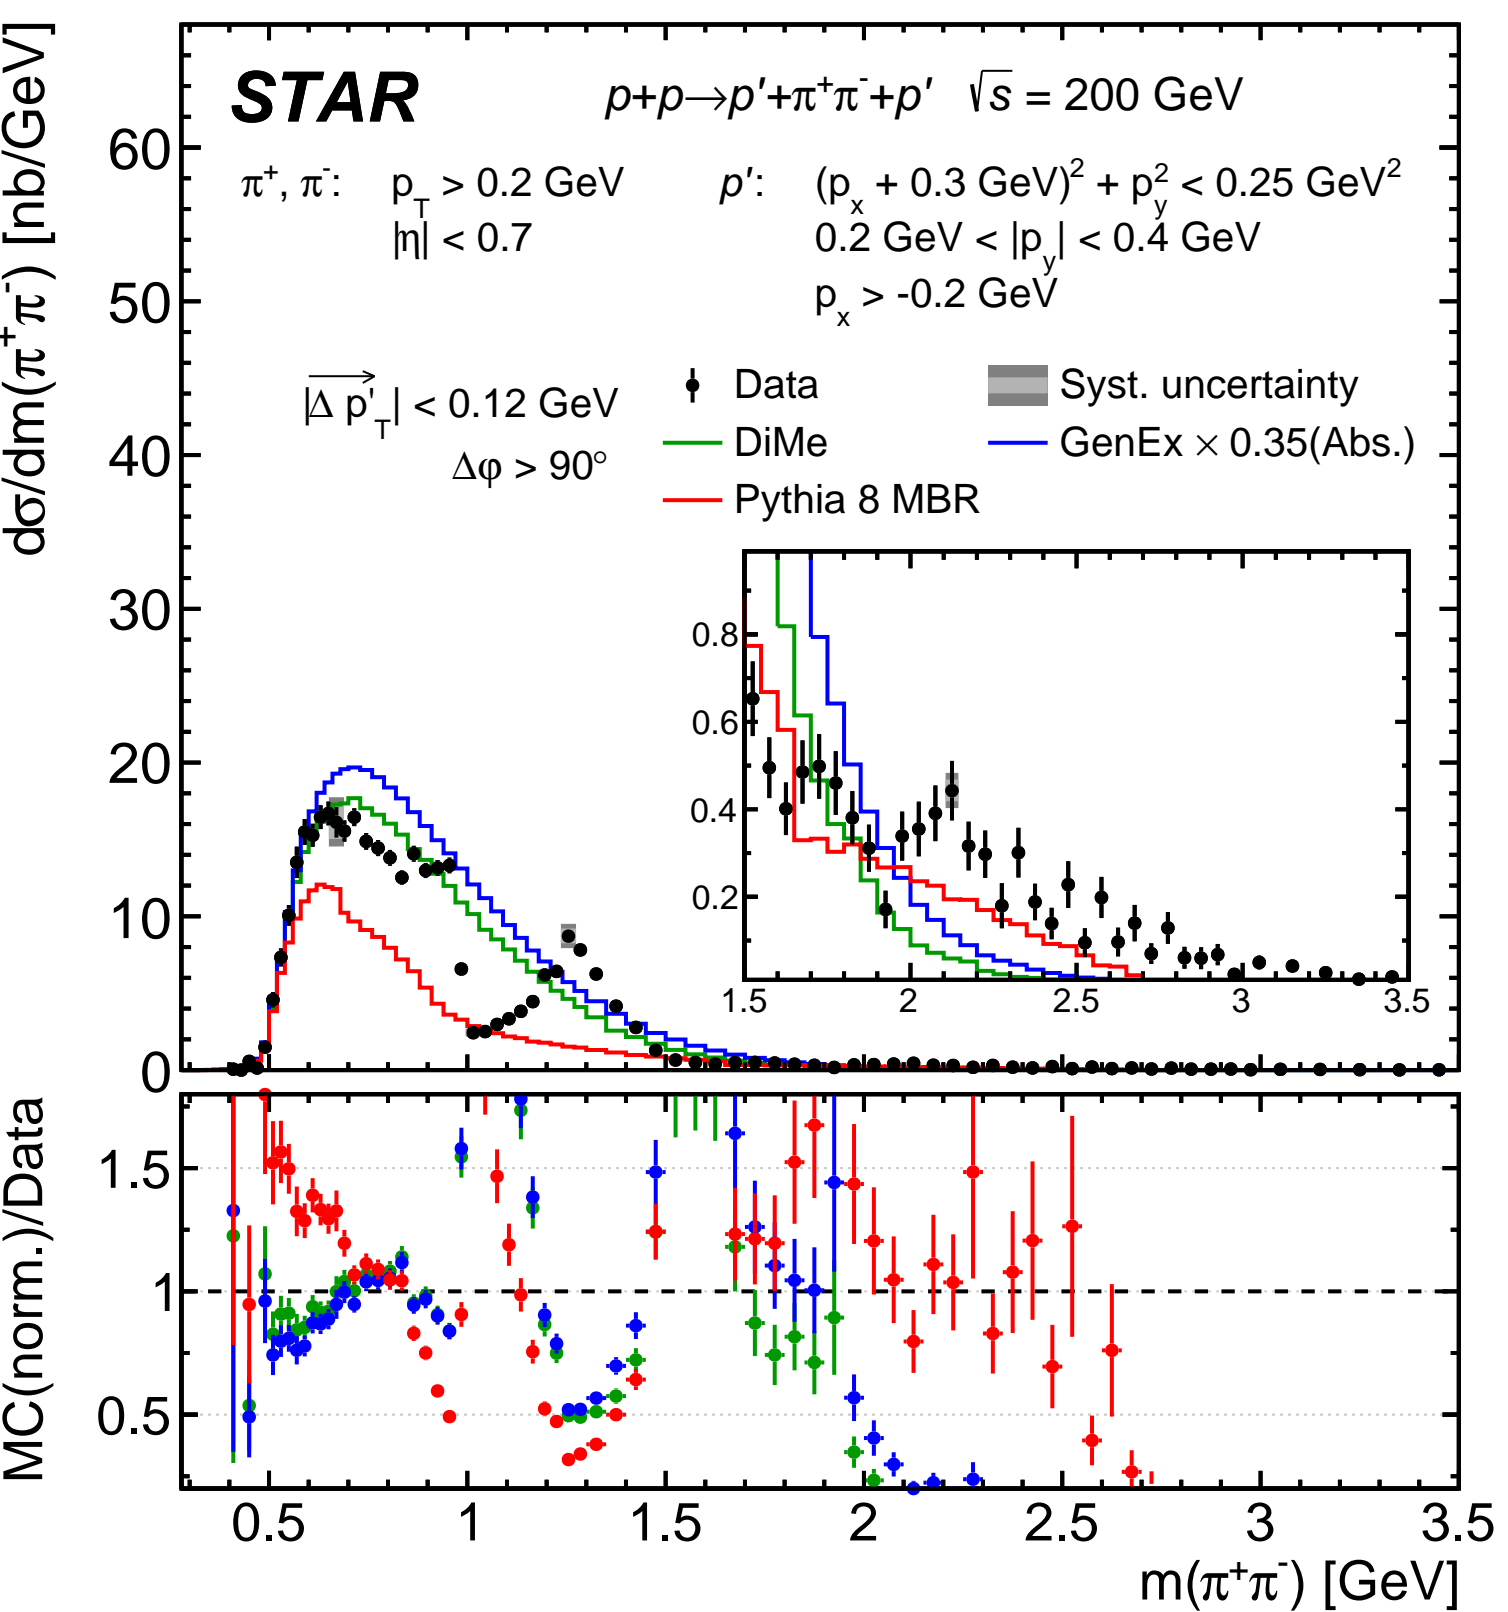 STAR p+p→p′+π⁺π⁻+p′ √s = 200 GeV
π⁺, π⁻: p_T > 0.2 GeV p′: (p_x + 0.3 GeV)² + p_y² < 0.25 GeV²
|η| < 0.7 0.2 GeV < |p_y| < 0.4 GeV
p_x > -0.2 GeV
|Δ p'_T| < 0.12 GeV
Δφ > 90°
Data
Syst. uncertainty
DiMe
GenEx × 0.35(Abs.)
Pythia 8 MBR
dσ/dm(π⁺π⁻) [nb/GeV]
60
50
40
30
20
10
0
0.8
0.6
0.4
0.2
1.5 2 2.5 3 3.5
MC(norm.)/Data
1.5
1
0.5
0.5 1 1.5 2 2.5 3 3.5
m(π⁺π⁻) [GeV]